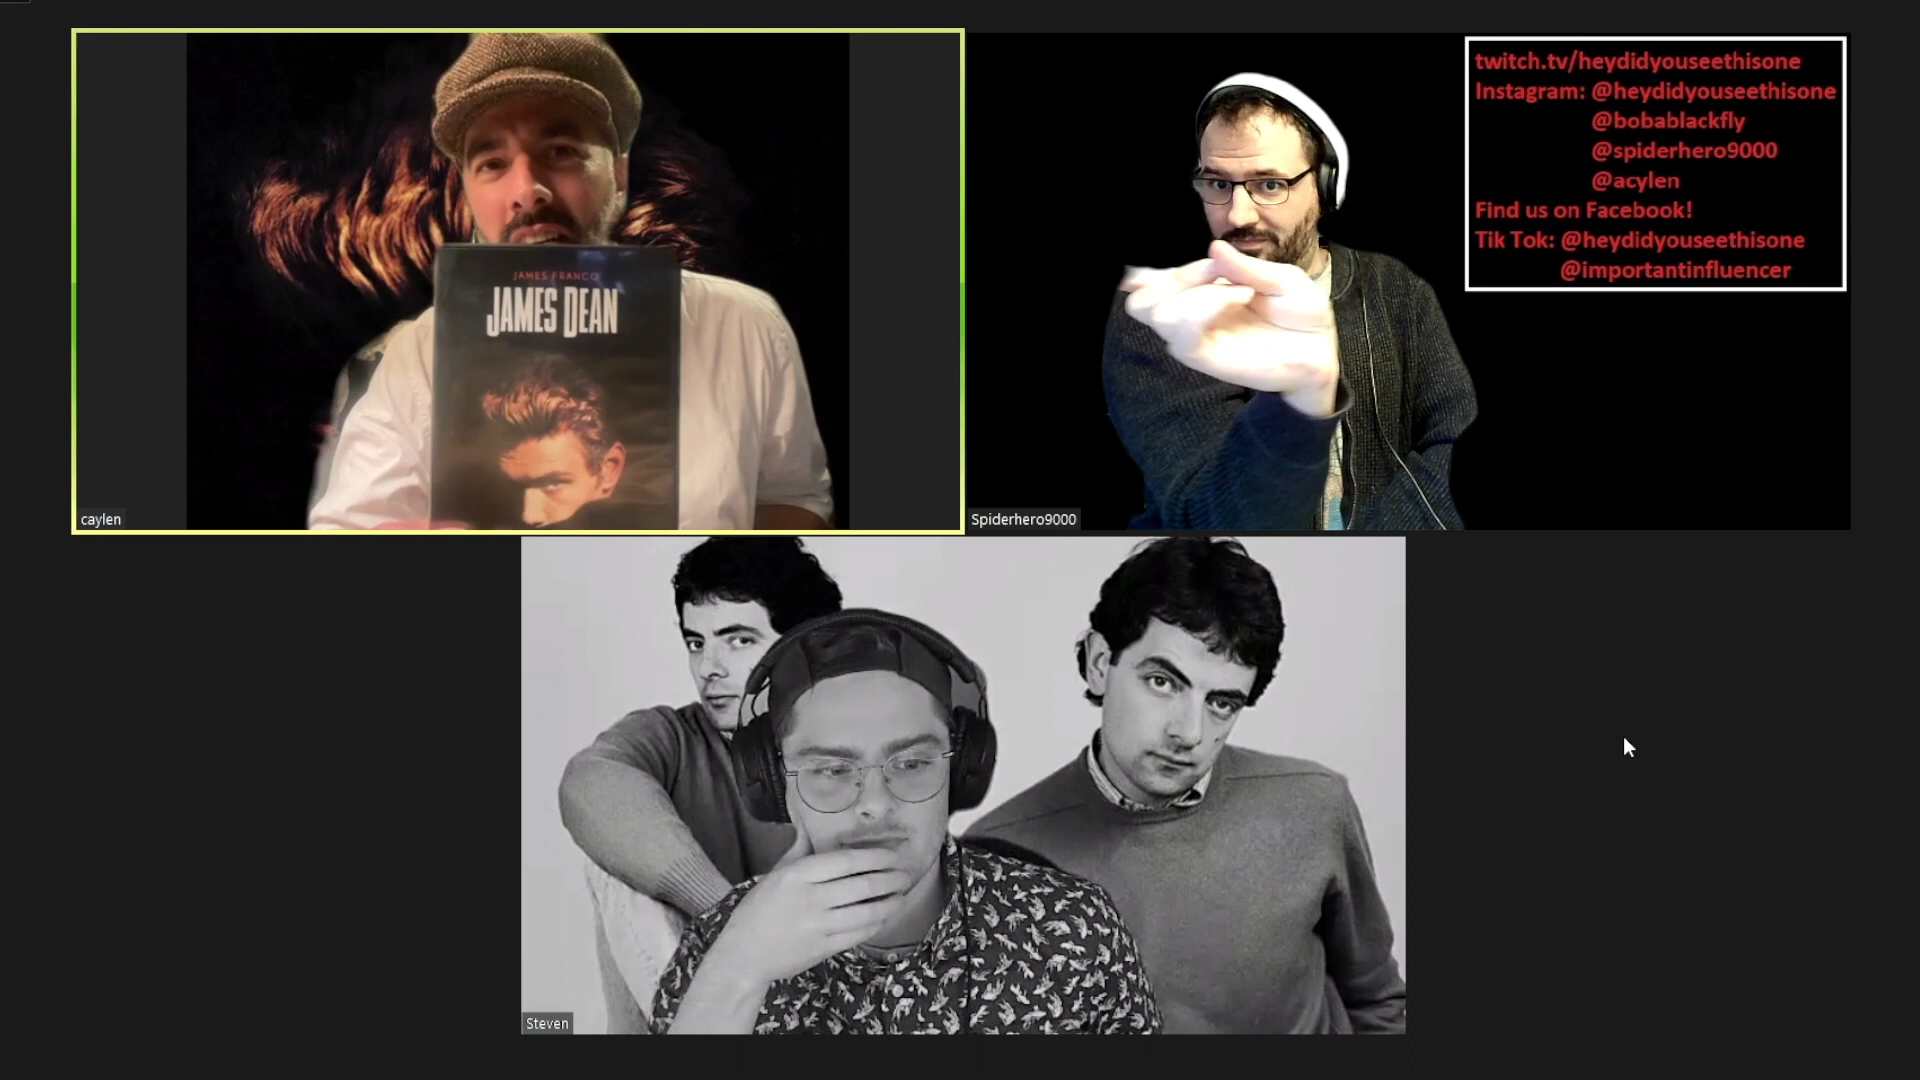 JAMES FRANCO
JAMES DEAN
caylen
twitch.tv/heydidyouseethisone
Instagram: @heydidyouseethisone
@bobablackfly
@spiderhero9000
@acylen
Find us on Facebook!
Tik Tok: @heydidyouseethisone
@importantinfluencer
Spiderhero9000
Steven